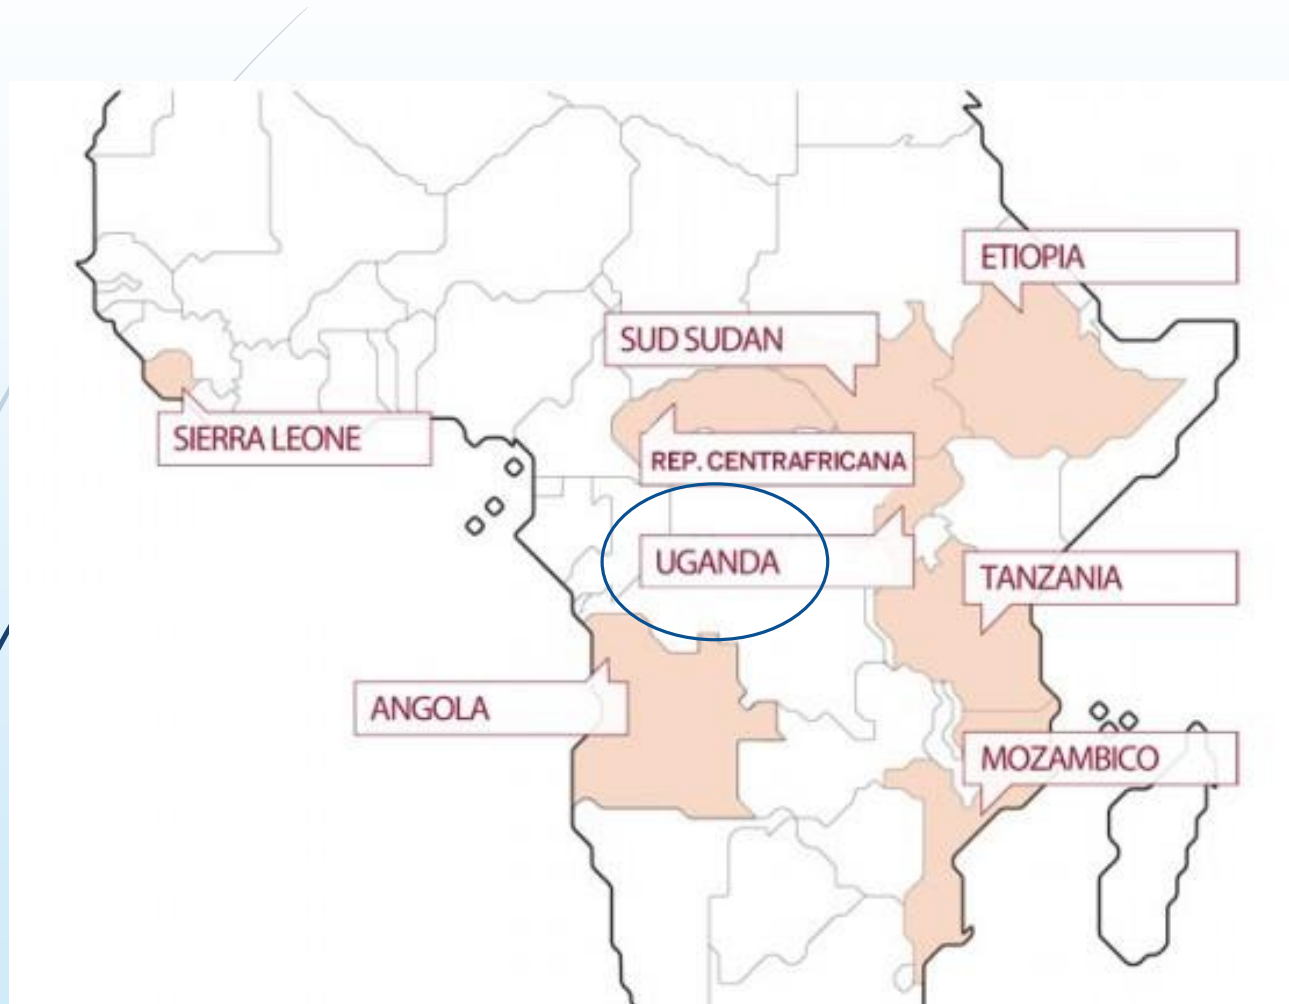 ETIOPIA
SUD SUDAN
SIERRA LEONE
REP. CENTRAFRICANA
UGANDA
TANZANIA
ANGOLA
MOZAMBICO